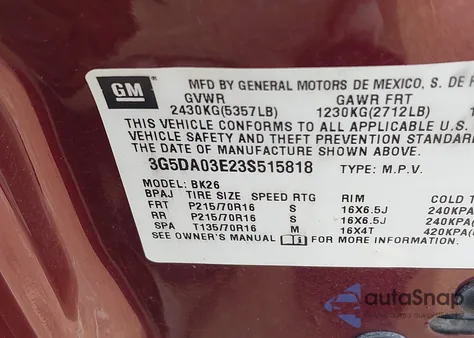 GM
MFD BY GENERAL MOTORS DE MEXICO, S. DE
GVWR GAWR FRT
2430KG(5357LB) 1230KG(2712LB)
THIS VEHICLE CONFORMS TO ALL APPLICABLE
VEHICLE SAFETY AND THEFT PREVENTION STANDARD
THE DATE OF MANUFACTURE SHOWN ABOVE.
3G5DA03E23S515818 TYPE: M.P.V.
MODEL: BK26
BPAJ TIRE SIZE SPEED RTG RIM COLD
FRT P215/70R16 S 16X6.5J 240KPA
RR P215/70R16 S 16X6.5J 240KPA(
SPA T135/70R16 M 16X4T 420KPA(
SEE OWNER'S MANUAL i FOR MORE INFORMATION.
autoSnap